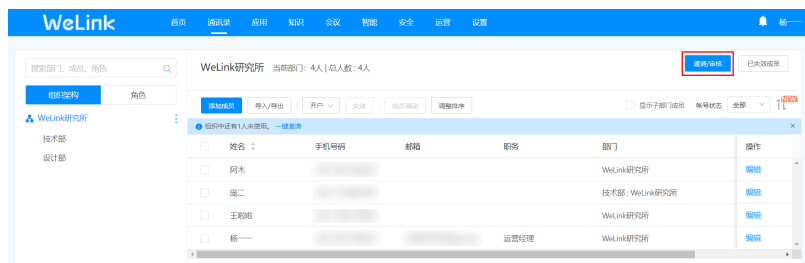 WeLink 首页 通讯录 应用 知识 会议 智能 安全 运营 设置 杨一一
搜索部门、成员、角色
WeLink研究所 当前部门：4人 | 总人数：4人 邀请/审核 已失效成员
组织架构 角色
添加成员 导入/导出 开户 调整排序 显示子部门成员 帐号状态 全部 NEW
WeLink研究所
组织中还有1人未使用， 一键邀请
技术部
设计部
姓名 手机号码 邮箱 职务 部门 操作
阿木 WeLink研究所 编辑
庞二 技术部; WeLink研究所 编辑
王啦啦 WeLink研究所 编辑
杨一一 运营经理 WeLink研究所 编辑